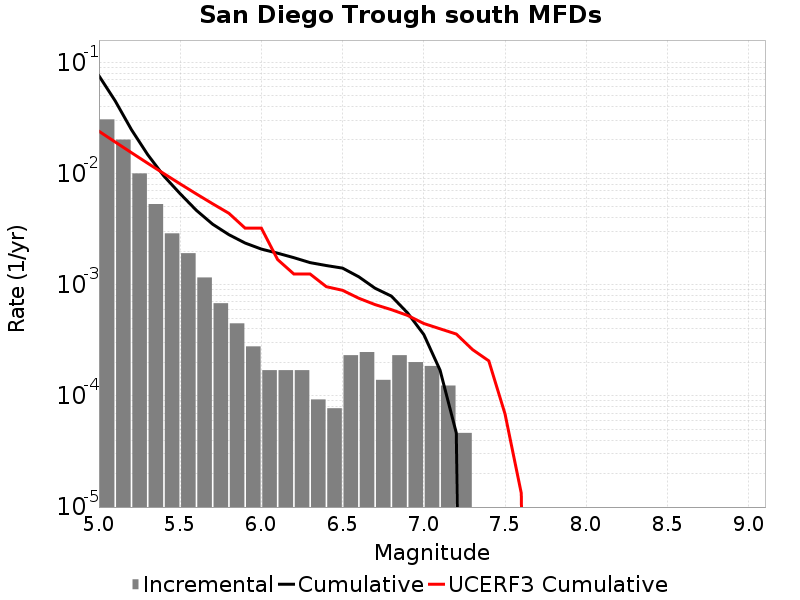 San Diego Trough south MFDs
Rate (1/yr)
10^-1
10^-2
10^-3
10^-4
10^-5
5.0 5.5 6.0 6.5 7.0 7.5 8.0 8.5 9.0
Magnitude
Incremental Cumulative UCERF3 Cumulative